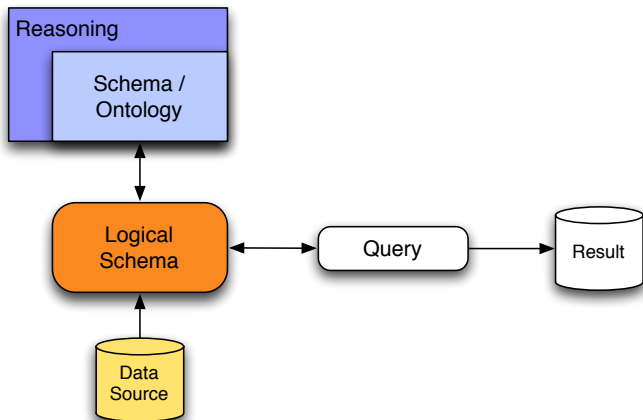 Reasoning
Schema /
Ontology
Logical
Schema
Query
Result
Data
Source